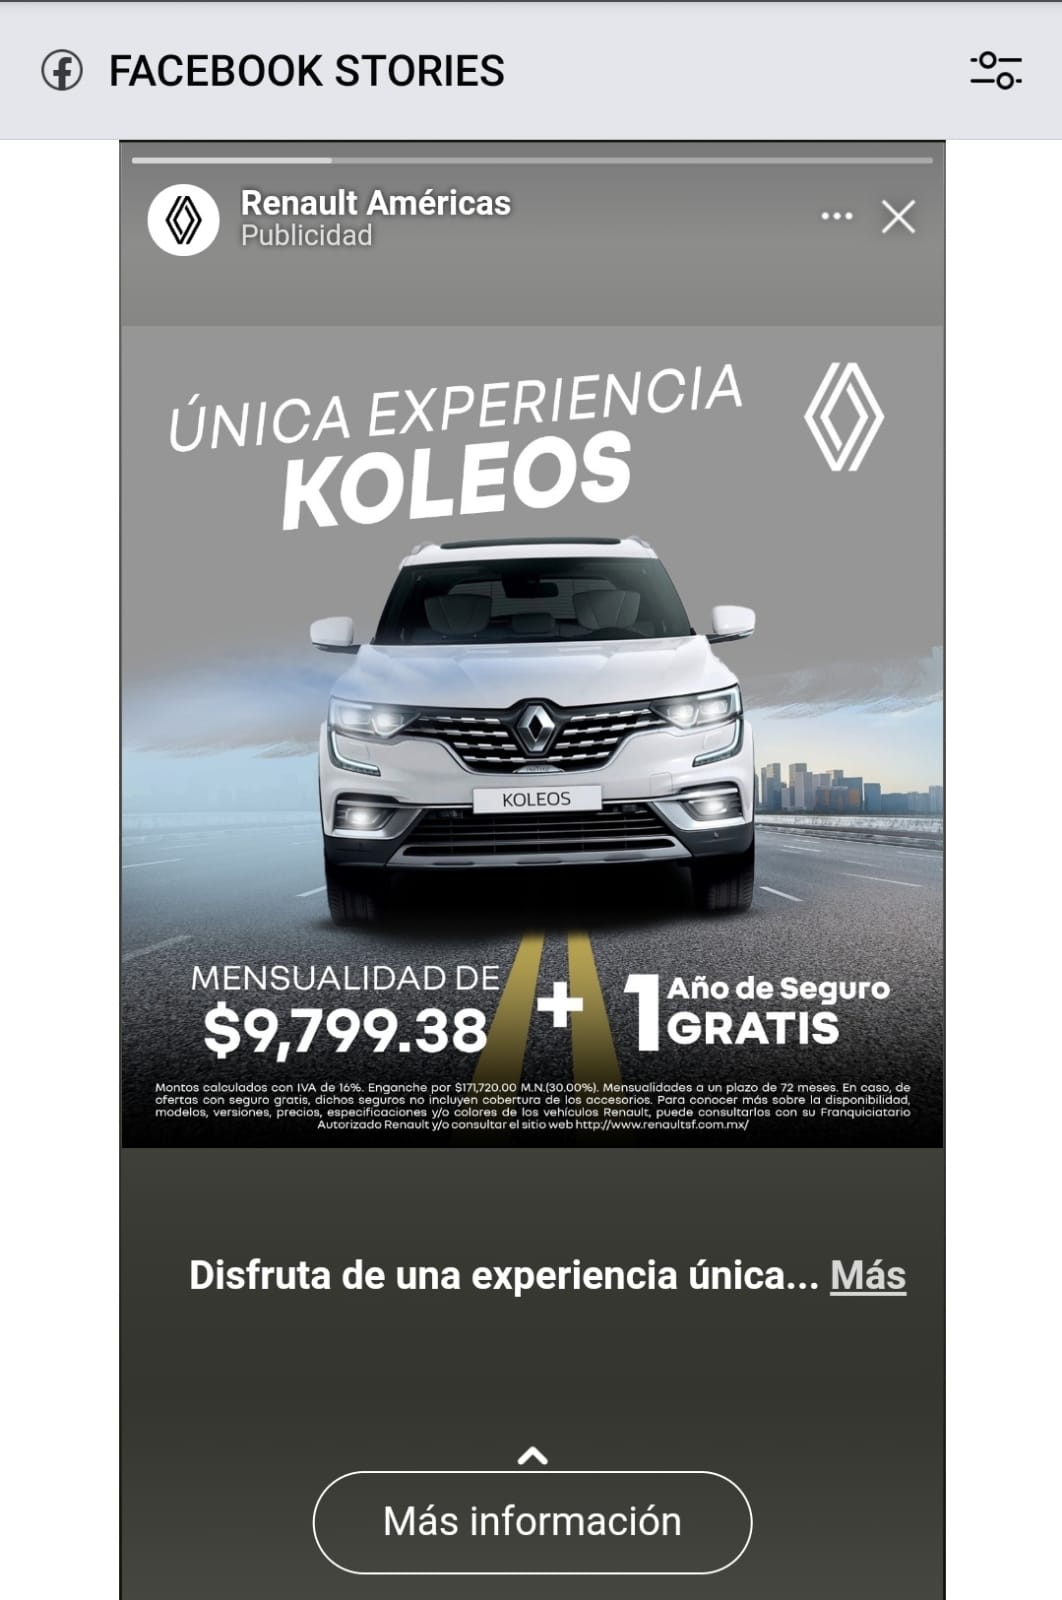 FACEBOOK STORIES
Renault Américas
Publicidad
ÚNICA EXPERIENCIA
KOLEOS
KOLEOS
MENSUALIDAD DE
$9,799.38
+
1 Año de Seguro
GRATIS
Montos calculados con IVA de 16%. Enganche por $171,720.00 M.N.(30.00%). Mensualidades a un plazo de 72 meses. En caso, de
ofertas con seguro gratis, dichos seguros no incluyen cobertura de los accesorios. Para conocer más sobre la disponibilidad,
modelos, versiones, precios, especificaciones y/o colores de los vehículos Renault, puede consultarlos con su Franquiciatario
Autorizado Renault y/o consultar el sitio web http://www.renaultsf.com.mx/
Disfruta de una experiencia única... Más
Más información